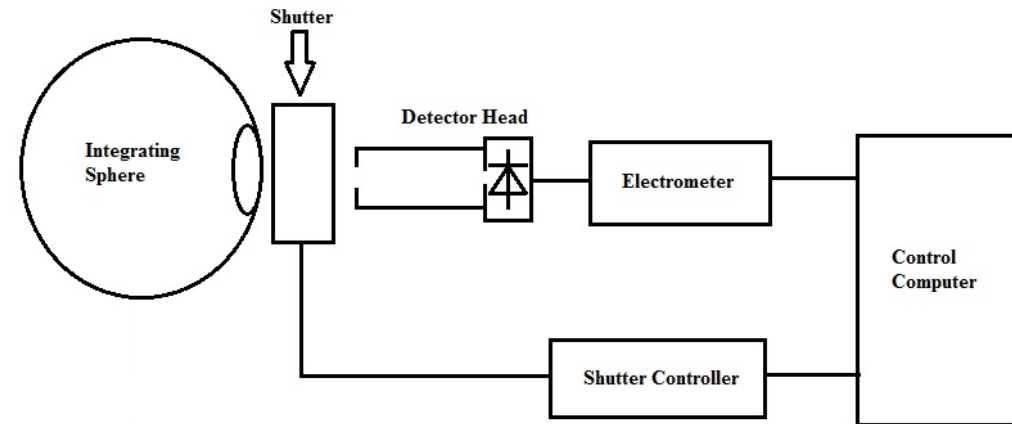 Shutter
Detector Head
Integrating
Sphere
Electrometer
Control
Computer
Shutter Controller